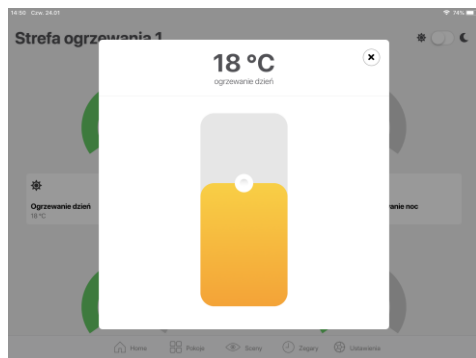 14:50 Czw. 24.01
74%
Strefa ogrzewania 1
18 °C
ogrzewanie dzień
Ogrzewanie dzień
18 °C
anie noc
Home
Pokoje
Sceny
Zegary
Ustawienia